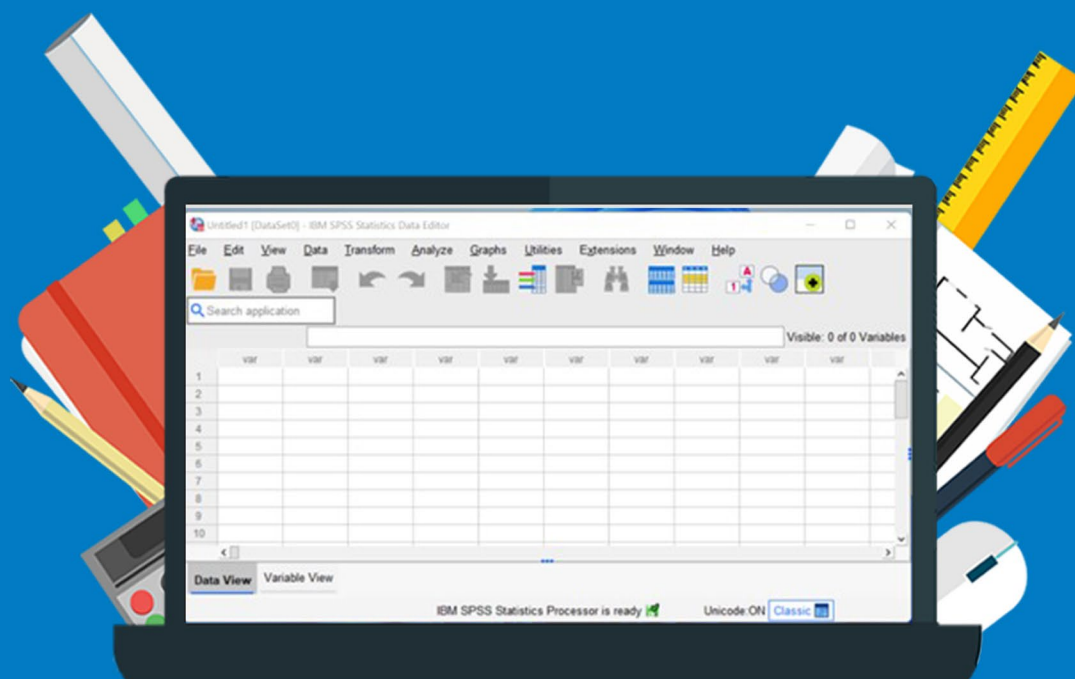 Untitled1 [DataSet0] - IBM SPSS Statistics Data Editor
File Edit View Data Transform Analyze Graphs Utilities Extensions Window Help
A
1
Search application
Visible: 0 of 0 Variables
var var var var var var var var var var
1
2
3
4
5
6
7
8
9
10
Data View Variable View
IBM SPSS Statistics Processor is ready Unicode:ON Classic